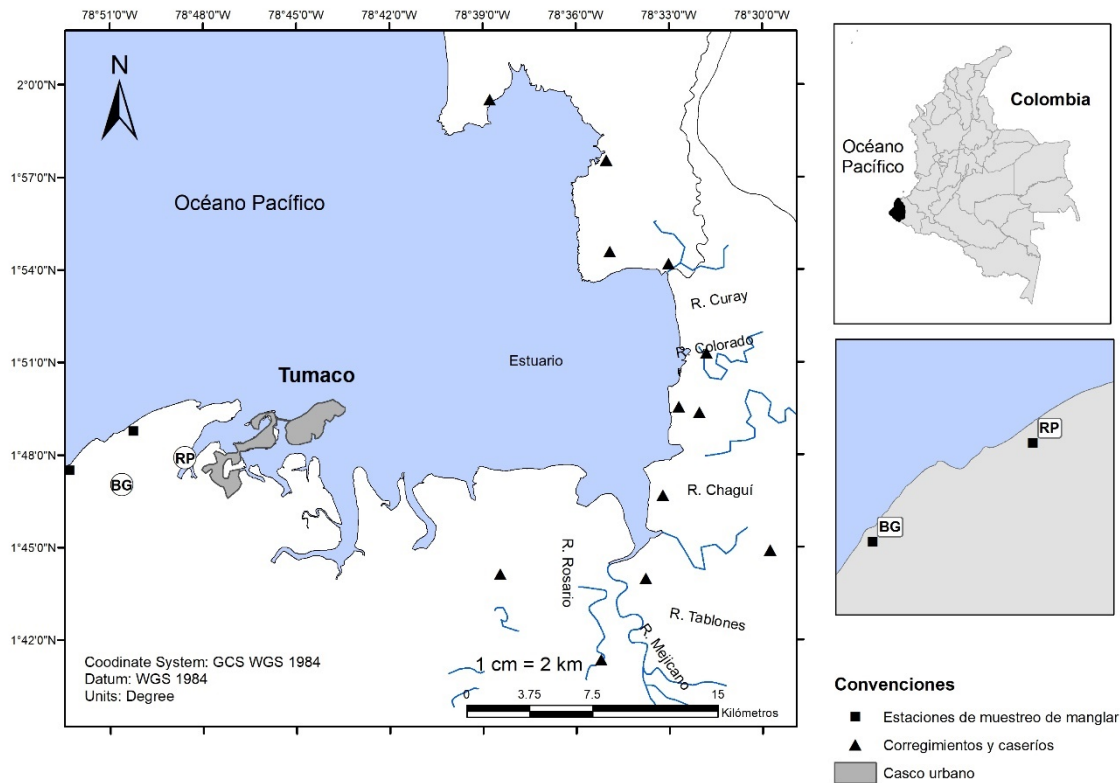 78°51'0"W 78°48'0"W 78°45'0"W 78°42'0"W 78°39'0"W 78°36'0"W 78°33'0"W 78°30'0"W
N
2°0'0"N
1°57'0"N
1°54'0"N
1°51'0"N
1°48'0"N
1°45'0"N
1°42'0"N
Océano Pacífico
R. Curay
R. Colorado
Estuario
Tumaco
RP
BG
R. Chaguí
R. Rosario
R. Tablones
R. Mejicano
Coodinate System: GCS WGS 1984
Datum: WGS 1984
Units: Degree
1 cm = 2 km
0 3.75 7.5 15
Kilómetros
Colombia
Océano
Pacífico
RP
BG
Convenciones
Estaciones de muestreo de manglar
Corregimientos y caseríos
Casco urbano